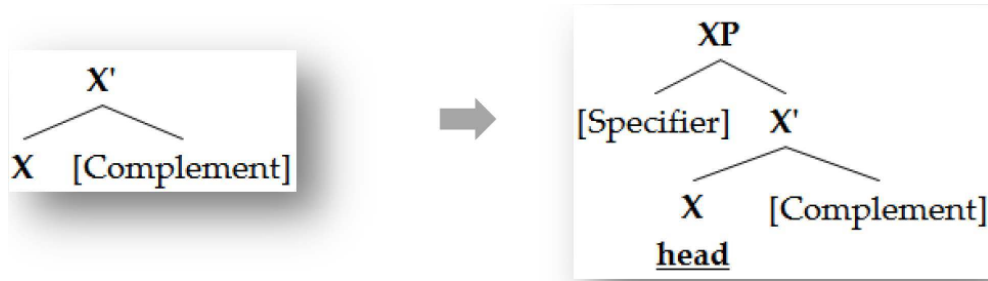 X'
X [Complement]
XP
[Specifier] X'
X [Complement]
head